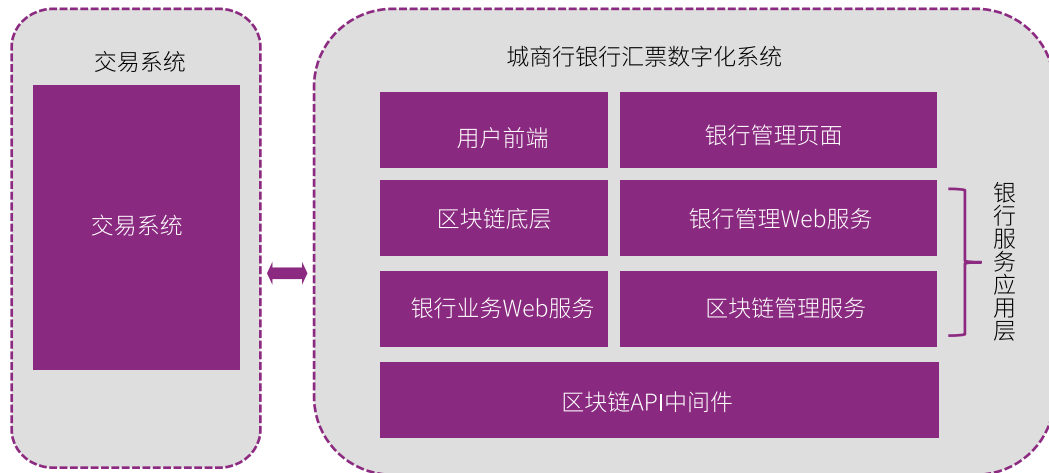 交易系统
交易系统
城商行银行汇票数字化系统
用户前端
银行管理页面
区块链底层
银行管理Web服务
银行业务Web服务
区块链管理服务
区块链API中间件
银行服务应用层